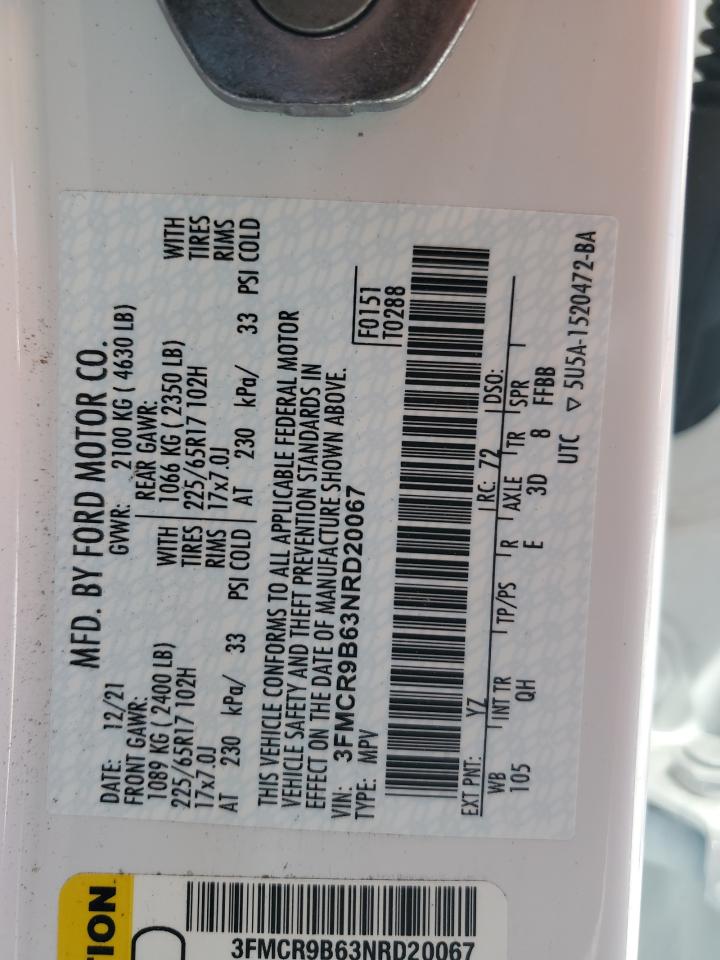 MFD. BY FORD MOTOR CO.
DATE: 12/21 GVWR: 2100 KG ( 4630 LB)
FRONT GAWR: REAR GAWR:
1089 KG ( 2400 LB) WITH 1066 KG ( 2350 LB) WITH
225/65R17 102H TIRES 225/65R17 102H TIRES
17x7.0J RIMS 17x7.0J RIMS
AT 230 kPa/ 33 PSI COLD AT 230 kPa/ 33 PSI COLD
THIS VEHICLE CONFORMS TO ALL APPLICABLE FEDERAL MOTOR
VEHICLE SAFETY AND THEFT PREVENTION STANDARDS IN
EFFECT ON THE DATE OF MANUFACTURE SHOWN ABOVE.
VIN: 3FMCR9B63NRD20067
TYPE: MPV
F0151
T0288
EXT PNT: YZ RC: 72 DSO:
WB INT TR TP/PS R AXLE TR SPR
105 QH E 3D 8 FFBB
UTC ▽ 5U5A-1520472-BA
3FMCR9B63NRD20067